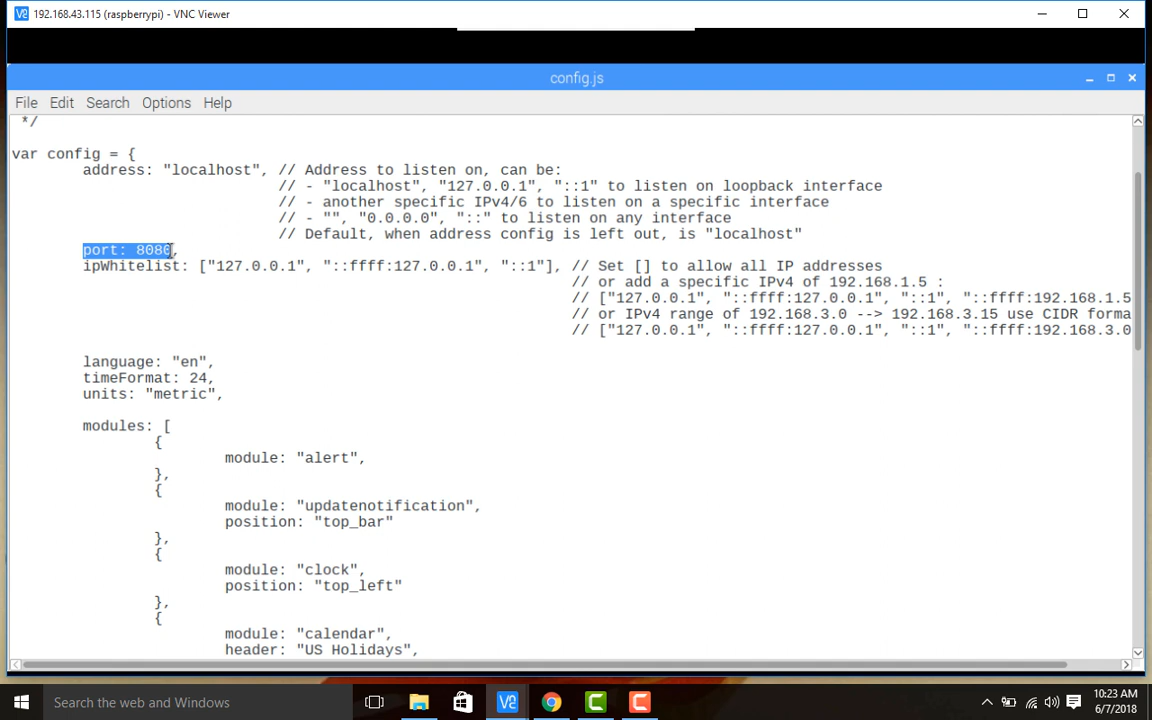 192.168.43.115 (raspberrypi) - VNC Viewer
config.js
File Edit Search Options Help
*/
var config = {
address: "localhost", // Address to listen on, can be:
// - "localhost", "127.0.0.1", "::1" to listen on loopback interface
// - another specific IPv4/6 to listen on a specific interface
// - "", "0.0.0.0", "::" to listen on any interface
// Default, when address config is left out, is "localhost"
port: 8080,
ipWhitelist: ["127.0.0.1", "::ffff:127.0.0.1", "::1"], // Set [] to allow all IP addresses
// or add a specific IPv4 of 192.168.1.5 :
// ["127.0.0.1", "::ffff:127.0.0.1", "::1", "::ffff:192.168.1.5
// or IPv4 range of 192.168.3.0 --> 192.168.3.15 use CIDR forma
// ["127.0.0.1", "::ffff:127.0.0.1", "::1", "::ffff:192.168.3.0
language: "en",
timeFormat: 24,
units: "metric",
modules: [
{
module: "alert",
},
{
module: "updatenotification",
position: "top_bar"
},
{
module: "clock",
position: "top_left"
},
{
module: "calendar",
header: "US Holidays",
Search the web and Windows
10:23 AM
6/7/2018